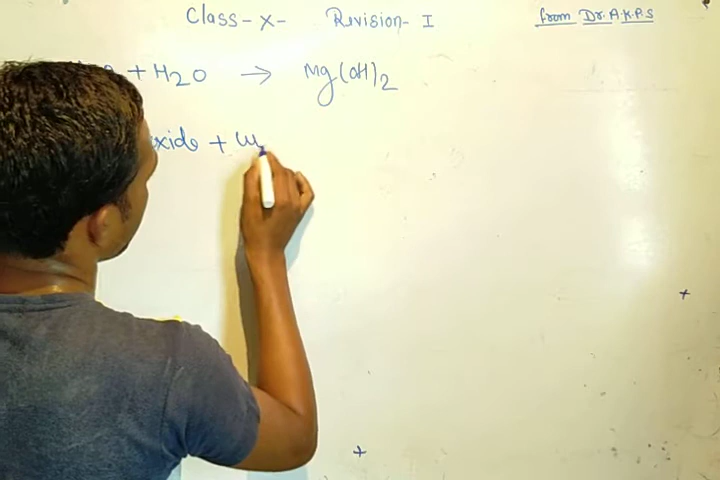 Class - X - Revision - I from Dr. A.K.P.S
+ H2O → Mg(OH)2
xide + w